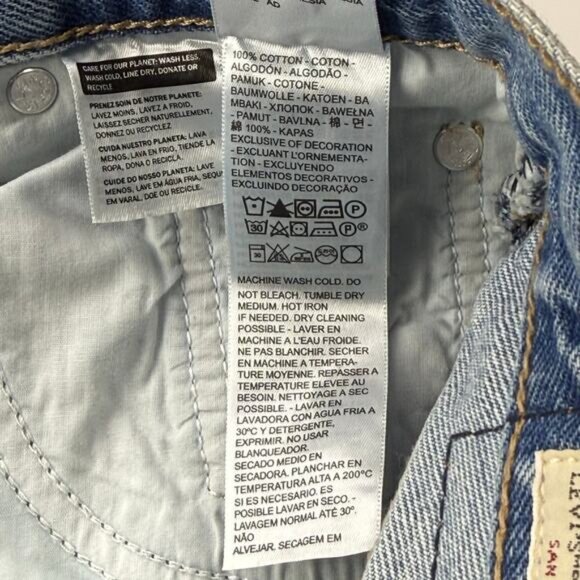 AD
CARE FOR OUR PLANET: WASH LESS,
WASH COLD, LINE DRY, DONATE OR
RECYCLE.
PRENEZ SOIN DE NOTRE PLANÈTE:
LAVEZ MOINS, LAVEZ A FROID,
LAISSEZ SECHER NATURELLEMENT,
DONNEZ OU RECYCLEZ.
CUIDA NUESTRO PLANETA: LAVA
MENOS, LAVA EN FRIO, TIENDE LA
ROPA, DONA O RECICLA.
CUIDE DO NOSSO PLANETA: LAVE
MENOS, LAVE EM ÁGUA FRIA, SEQUE
EM VARAL, DOE OU RECICLE.
100% COTTON - COTON -
ALGODÓN - ALGODÃO -
PAMUK - COTONE -
BAUMWOLLE - KATOEN - BA
MBAKI - ХЛОПОК - BAWEŁNA
- PAMUT - BAVLNA - 棉 - 면 -
綿 100% - KAPAS
EXCLUSIVE OF DECORATION
- EXCLUANT L'ORNEMENTA-
TION - EXCLUYENDO
ELEMENTOS DECORATIVOS -
EXCLUINDO DECORAÇÃO
P
30 P ®
30
MACHINE WASH COLD. DO
NOT BLEACH. TUMBLE DRY
MEDIUM. HOT IRON
IF NEEDED. DRY CLEANING
POSSIBLE - LAVER EN
MACHINE A L'EAU FROIDE.
NE PAS BLANCHIR. SECHER
EN MACHINE A TEMPERA-
TURE MOYENNE. REPASSER A
TEMPERATURE ELEVEE AU
BESOIN. NETTOYAGE A SEC
POSSIBLE. - LAVAR EN
LAVADORA CON AGUA FRIA A
30ºC Y DETERGENTE,
EXPRIMIR. NO USAR
BLANQUEADOR.
SECADO MEDIO EN
SECADORA. PLANCHAR EN
TEMPERATURA ALTA A 200°C
SI ES NECESARIO. ES
POSIBLE LAVAR EN SECO. -
LAVAGEM NORMAL ATÉ 30º.
NÃO
ALVEJAR. SECAGEM EM
LEVI
SAN